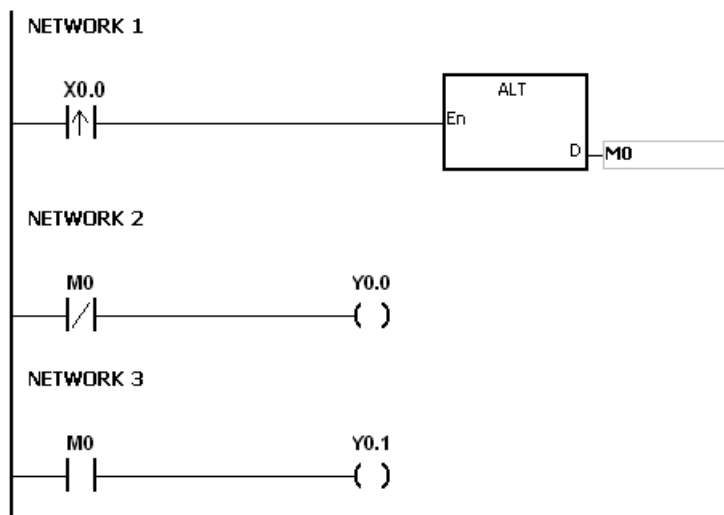 NETWORK 1
X0.0
ALT
En
D
M0
NETWORK 2
M0
Y0.0
NETWORK 3
M0
Y0.1